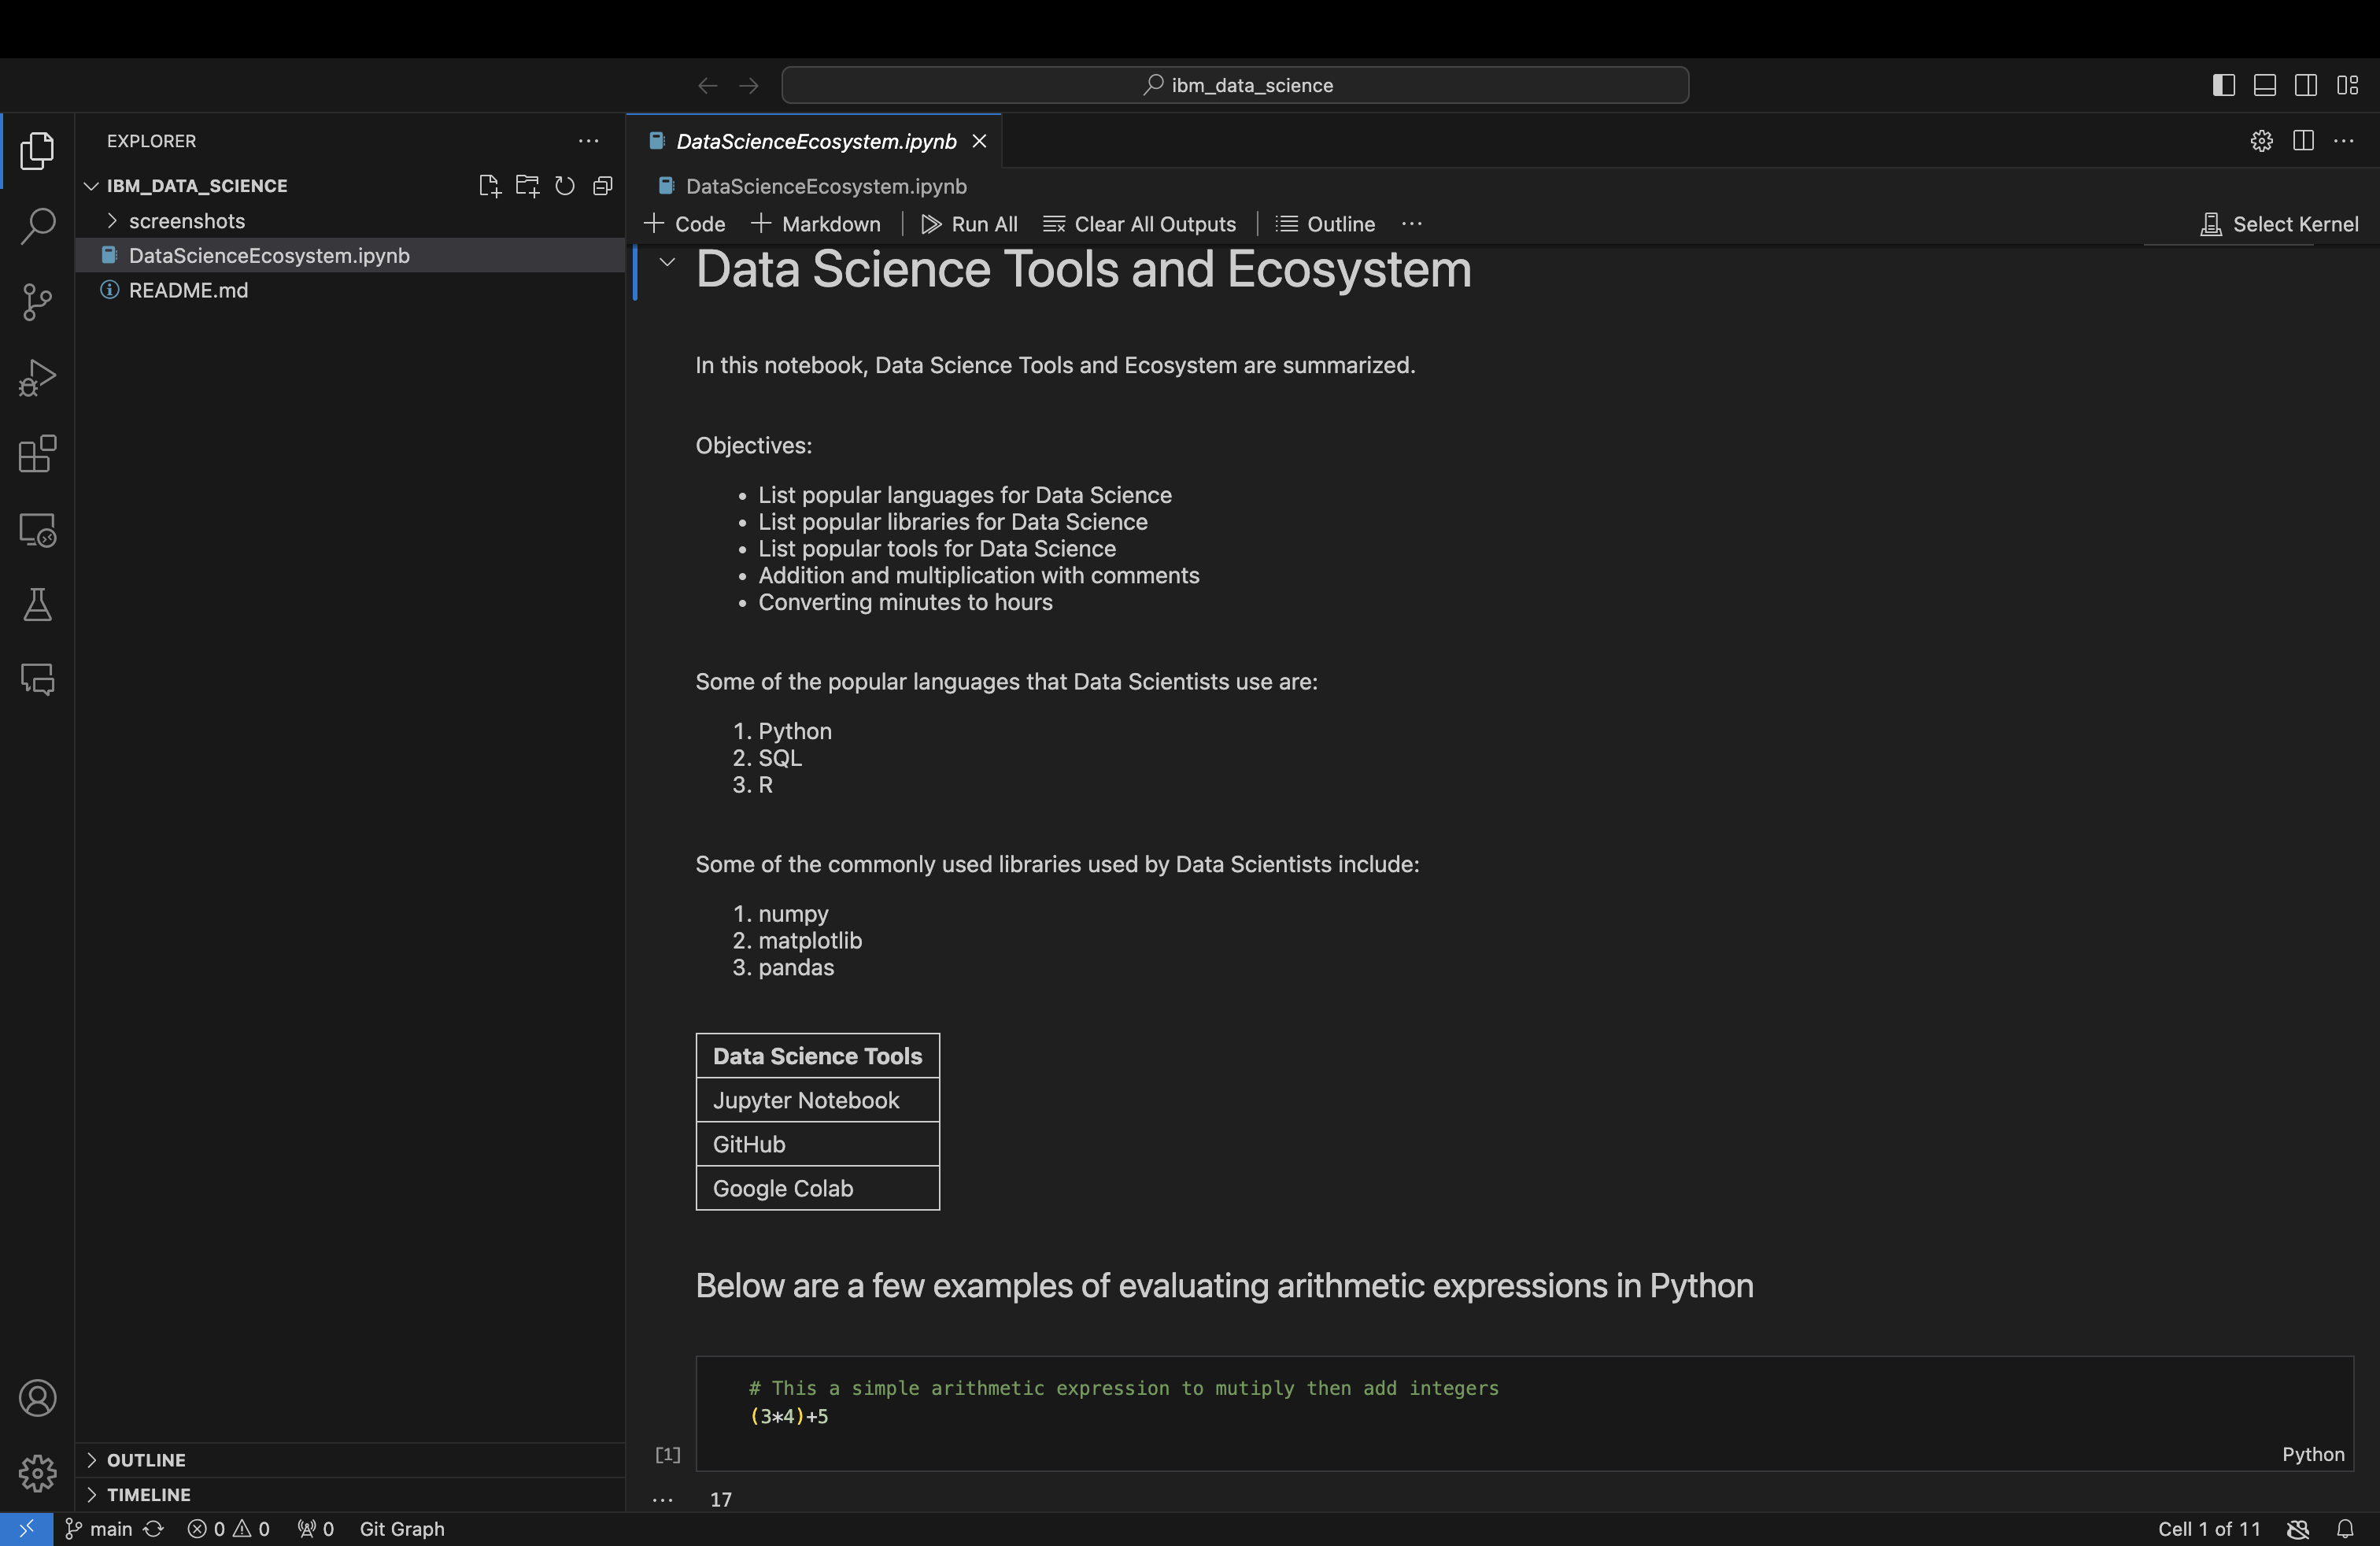 ibm_data_science
EXPLORER
IBM_DATA_SCIENCE
screenshots
DataScienceEcosystem.ipynb
README.md
OUTLINE
TIMELINE
DataScienceEcosystem.ipynb
DataScienceEcosystem.ipynb
Code Markdown Run All Clear All Outputs Outline Select Kernel
Data Science Tools and Ecosystem
In this notebook, Data Science Tools and Ecosystem are summarized.
Objectives:
• List popular languages for Data Science
• List popular libraries for Data Science
• List popular tools for Data Science
• Addition and multiplication with comments
• Converting minutes to hours
Some of the popular languages that Data Scientists use are:
1. Python
2. SQL
3. R
Some of the commonly used libraries used by Data Scientists include:
1. numpy
2. matplotlib
3. pandas
Data Science Tools
Jupyter Notebook
GitHub
Google Colab
Below are a few examples of evaluating arithmetic expressions in Python
# This a simple arithmetic expression to mutiply then add integers
(3*4)+5
[1]
Python
17
main 0 0 0 Git Graph Cell 1 of 11